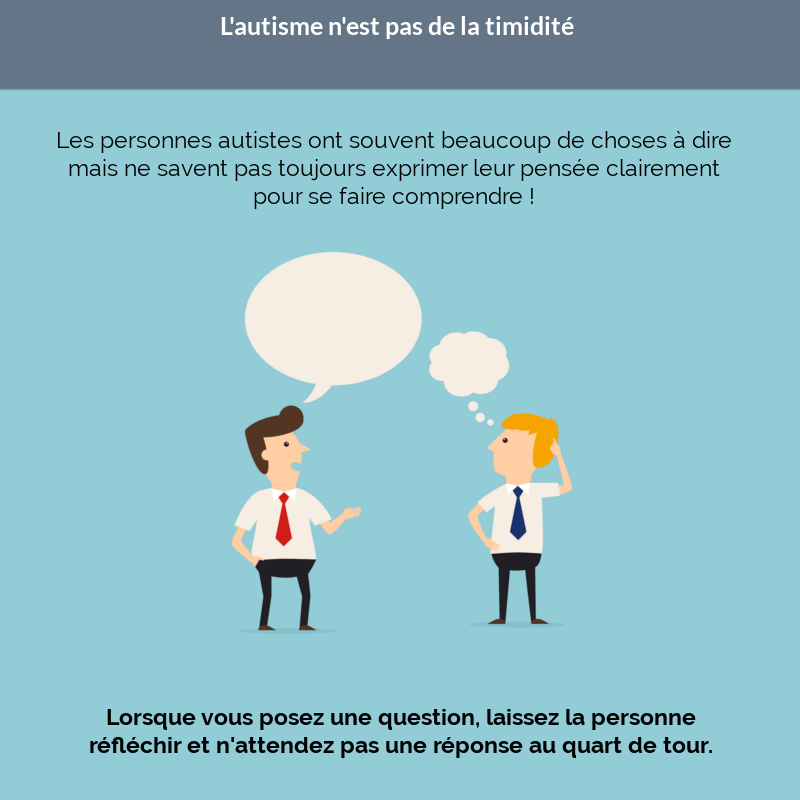 L'autisme n'est pas de la timidité
Les personnes autistes ont souvent beaucoup de choses à dire
mais ne savent pas toujours exprimer leur pensée clairement
pour se faire comprendre !
Lorsque vous posez une question, laissez la personne
réfléchir et n'attendez pas une réponse au quart de tour.